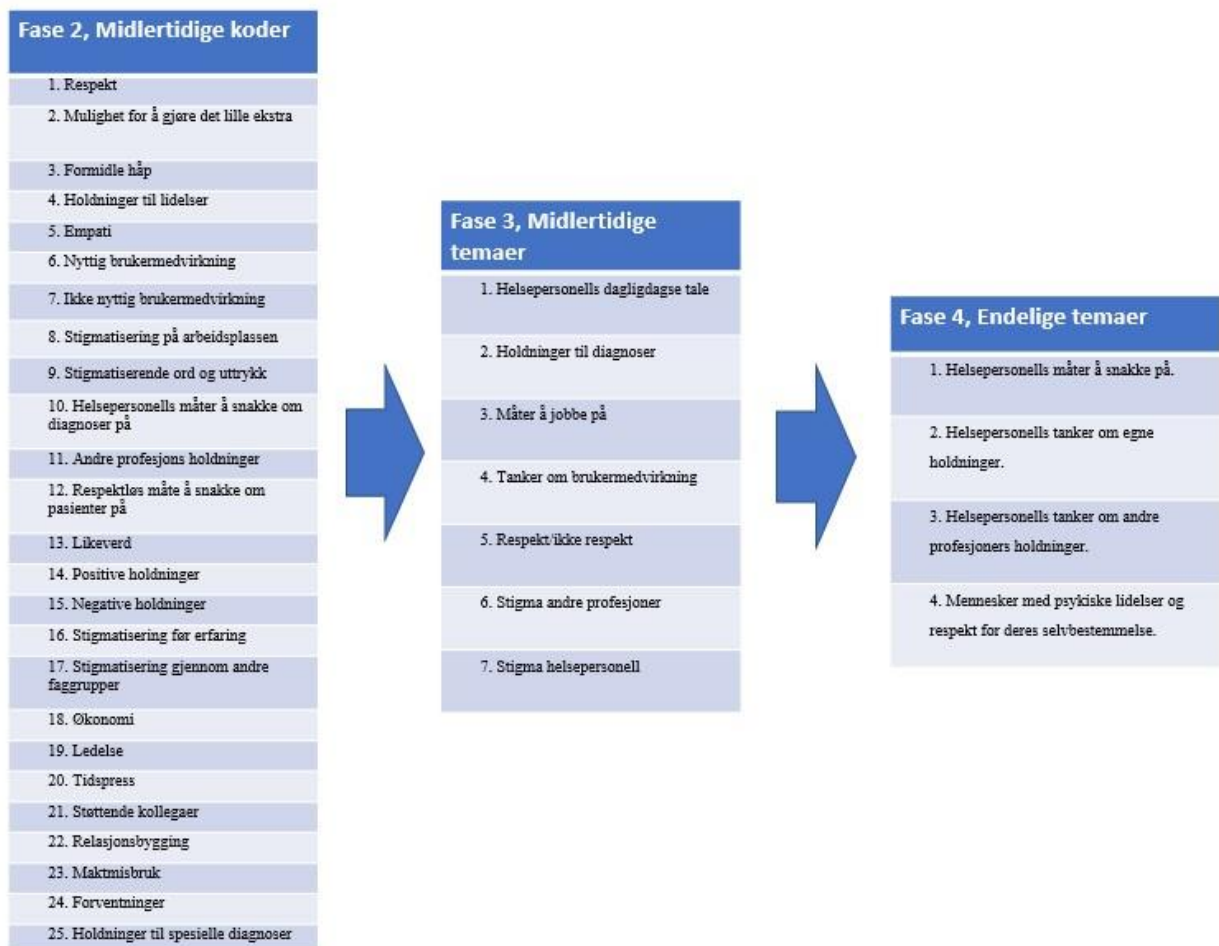 Fase 2, Midlertidige koder
1. Respekt
2. Mulighet for å gjøre det lille ekstra
3. Formidle håp
4. Holdninger til lidelser
5. Empati
6. Nyttig brukermedvirkning
7. Ikke nyttig brukermedvirkning
8. Stigmatisering på arbeidsplassen
9. Stigmatiserende ord og uttrykk
10. Helsepersonells måter å snakke om
diagnoser på
11. Andre profesjons holdninger
12. Respektløs måte å snakke om
pasienter på
13. Likeverd
14. Positive holdninger
15. Negative holdninger
16. Stigmatisering før erfaring
17. Stigmatisering gjennom andre
faggrupper
18. Økonomi
19. Ledelse
20. Tidspress
21. Støttende kollegaer
22. Relasjonsbygging
23. Maktmisbruk
24. Forventninger
25. Holdninger til spesielle diagnoser
Fase 3, Midlertidige
temaer
1. Helsepersonells dagligdagse tale
2. Holdninger til diagnoser
3. Måter å jobbe på
4. Tanker om brukermedvirkning
5. Respekt/ikke respekt
6. Stigma andre profesjoner
7. Stigma helsepersonell
Fase 4, Endelige temaer
1. Helsepersonells måter å snakke på.
2. Helsepersonells tanker om egne
holdninger.
3. Helsepersonells tanker om andre
profesjoners holdninger.
4. Mennesker med psykiske lidelser og
respekt for deres selvbestemmelse.